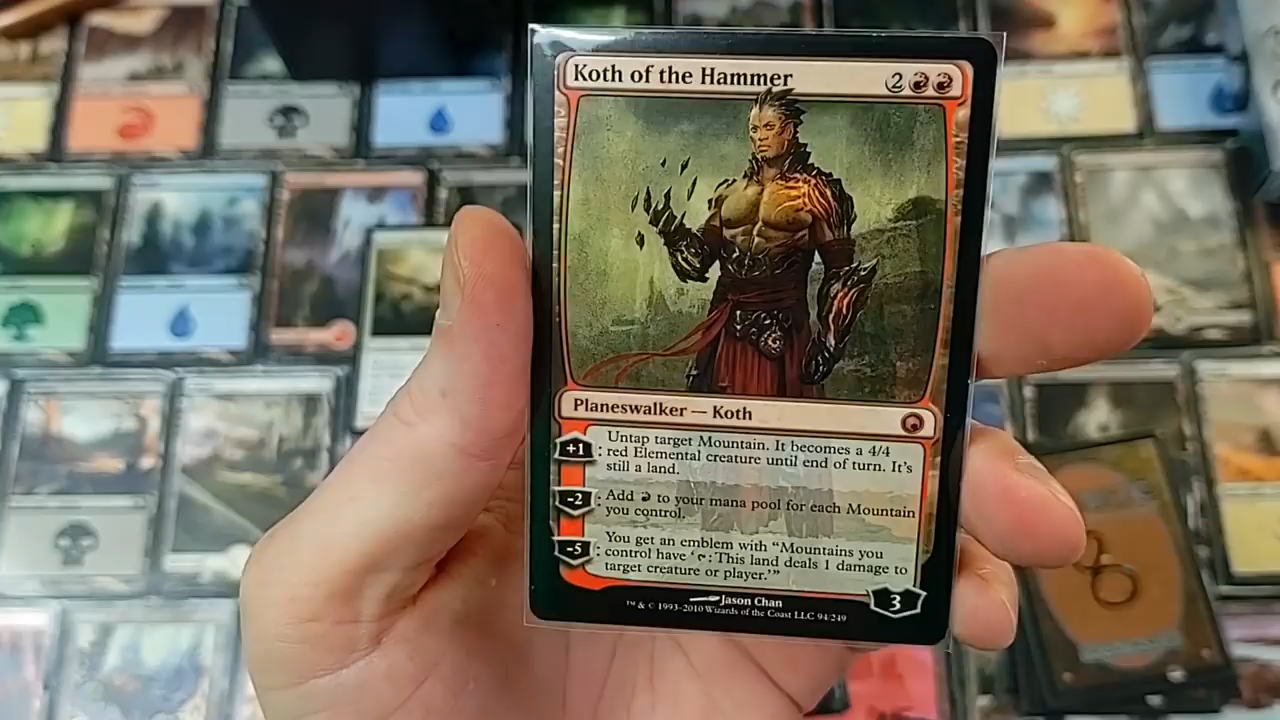 Koth of the Hammer 2
Planeswalker — Koth
+1 : Untap target Mountain. It becomes a 4/4
red Elemental creature until end of turn. It's
still a land.
-2 : Add to your mana pool for each Mountain
you control.
-5 : You get an emblem with “Mountains you
control have ‘ : This land deals 1 damage to
target creature or player.’”
Jason Chan
3
™ & © 1993-2010 Wizards of the Coast LLC 94/249